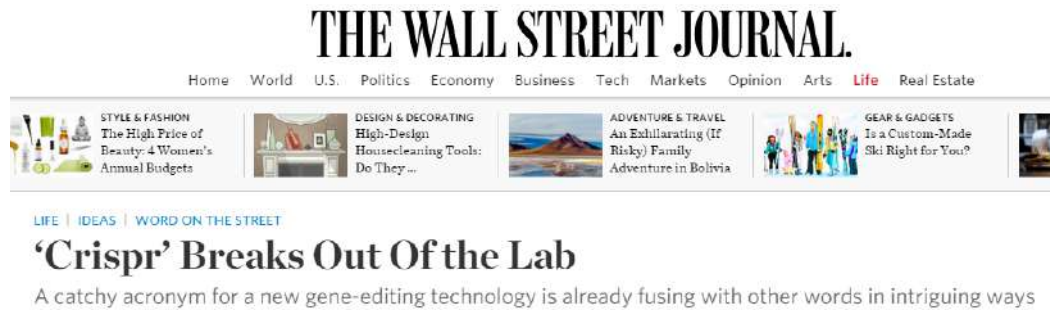 THE WALL STREET JOURNAL.
Home World U.S. Politics Economy Business Tech Markets Opinion Arts Life Real Estate
STYLE & FASHION
The High Price of
Beauty: 4 Women's
Annual Budgets
DESIGN & DECORATING
High-Design
Housecleaning Tools:
Do They ...
ADVENTURE & TRAVEL
An Exhilarating (If
Risky) Family
Adventure in Bolivia
GEAR & GADGETS
Is a Custom-Made
Ski Right for You?
LIFE | IDEAS | WORD ON THE STREET
‘Crispr’ Breaks Out Of the Lab
A catchy acronym for a new gene-editing technology is already fusing with other words in intriguing ways